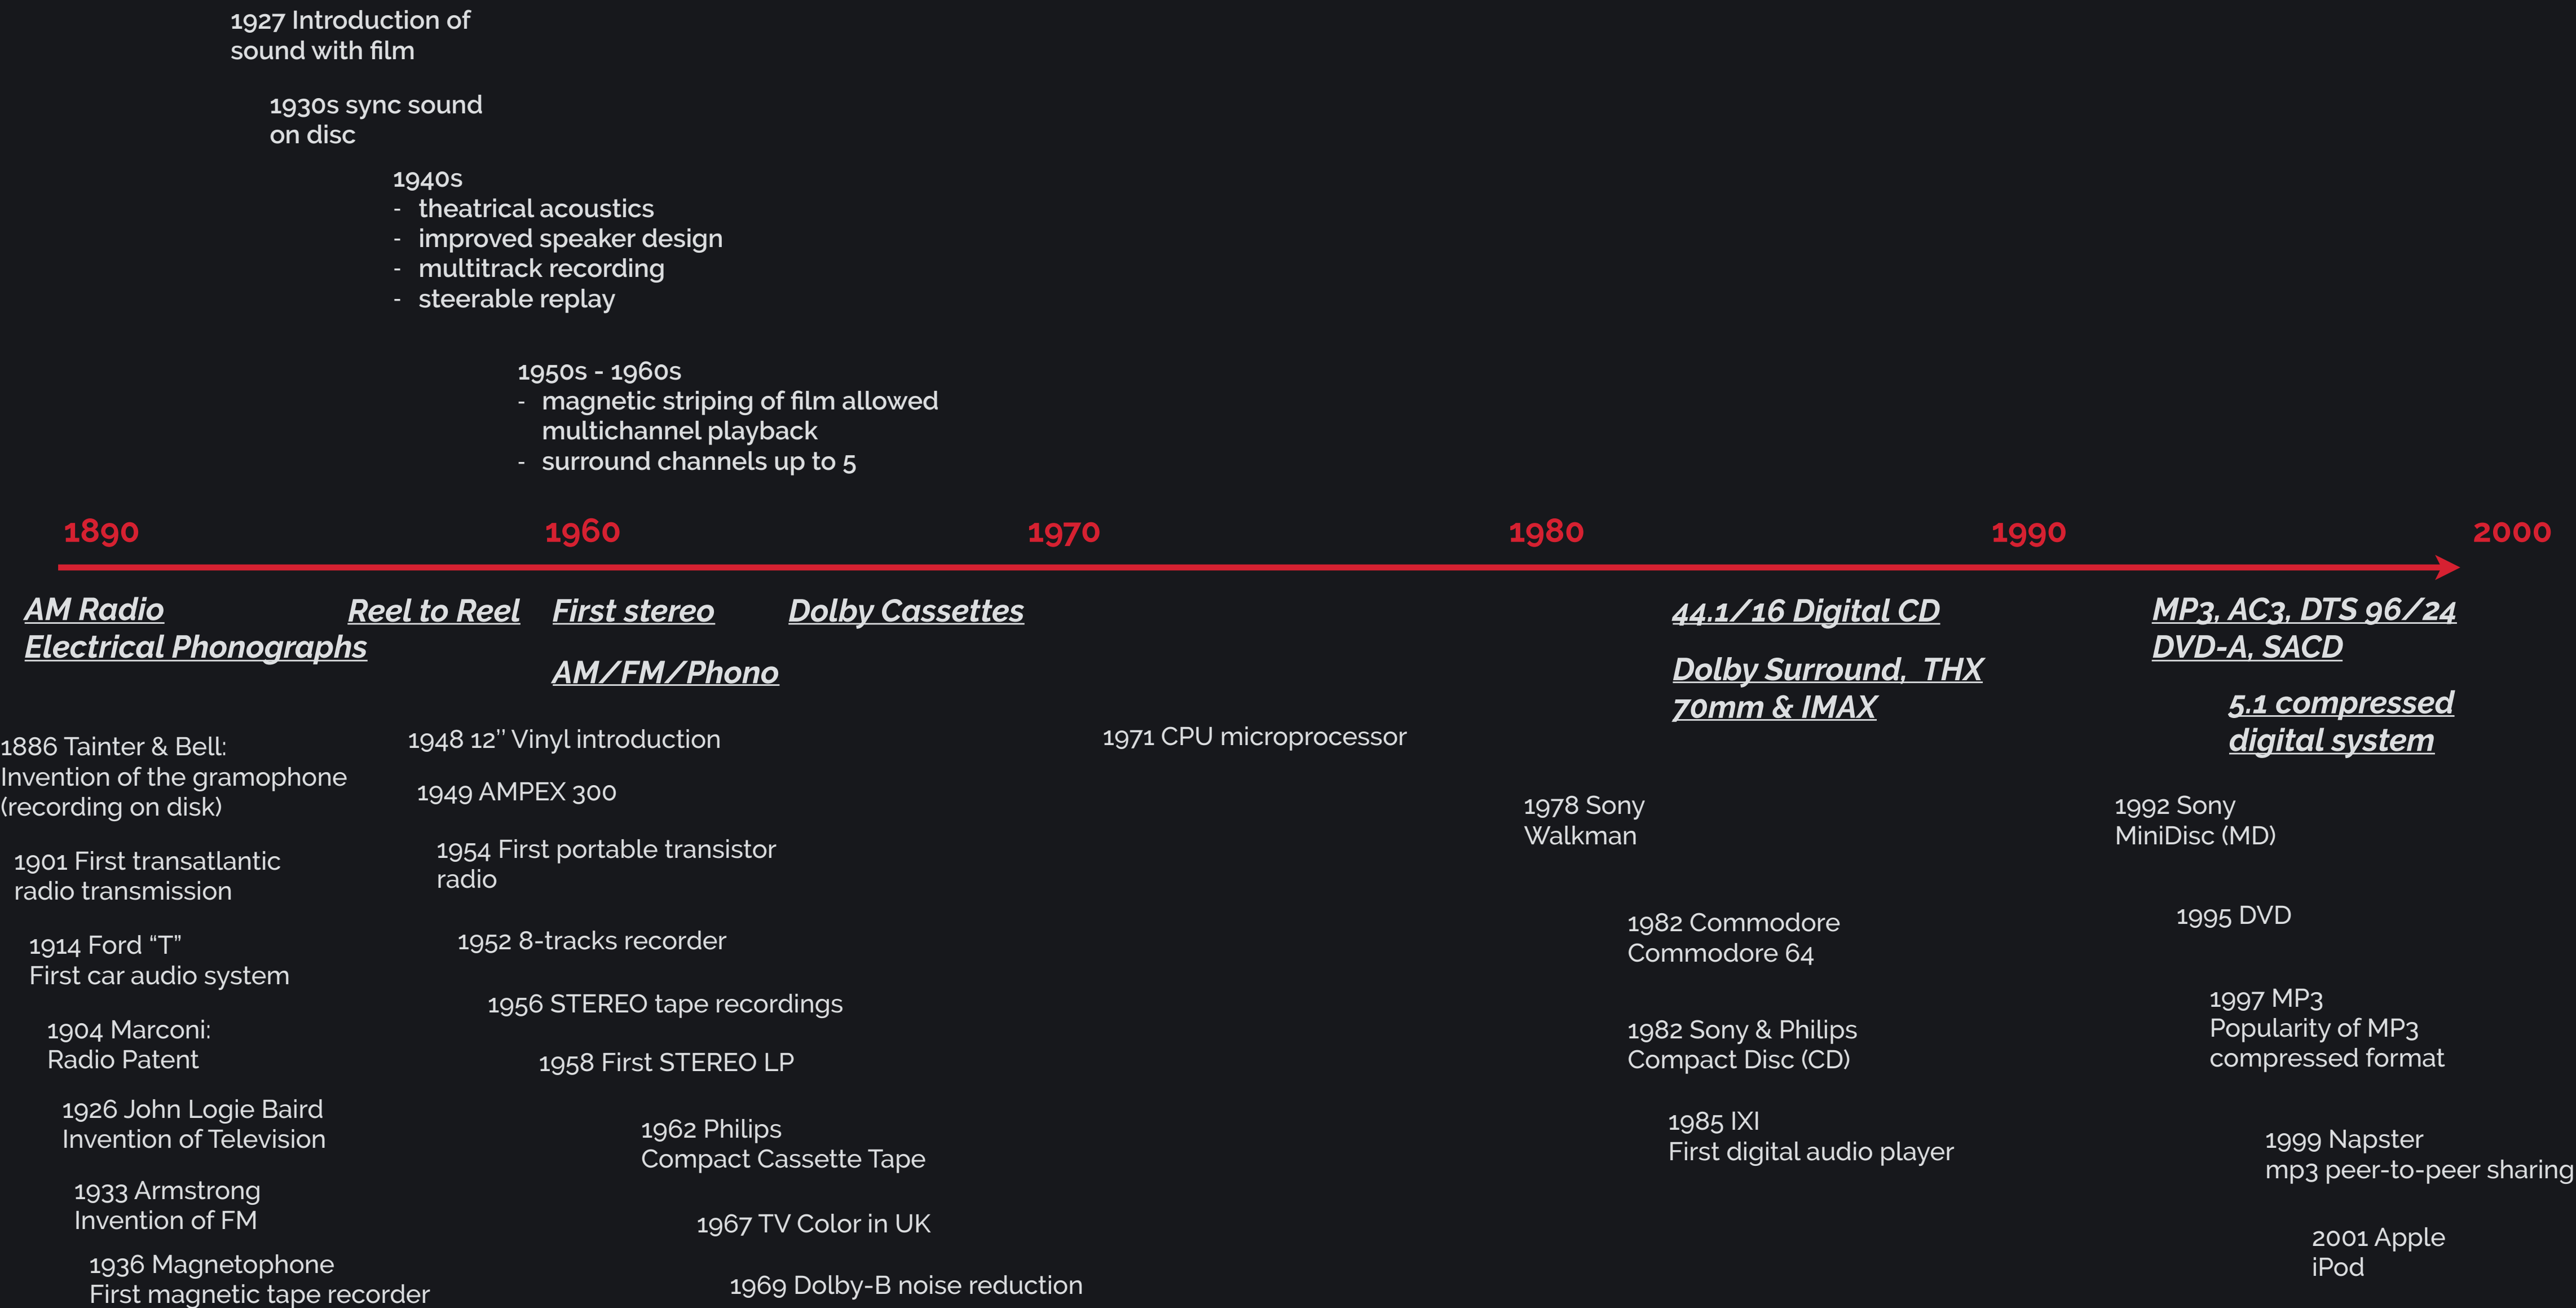 1927 Introduction of
sound with film
1930s sync sound
on disc
1940s
- theatrical acoustics
- improved speaker design
- multitrack recording
- steerable replay
1950s - 1960s
- magnetic striping of film allowed
multichannel playback
- surround channels up to 5
1890
1960
1970
1980
1990
2000
AM Radio
Electrical Phonographs
Reel to Reel
First stereo
AM/FM/Phono
Dolby Cassettes
44.1/16 Digital CD
Dolby Surround, THX
70mm & IMAX
MP3, AC3, DTS 96/24
DVD-A, SACD
5.1 compressed
digital system
1886 Tainter & Bell:
Invention of the gramophone
(recording on disk)
1901 First transatlantic
radio transmission
1914 Ford “T”
First car audio system
1904 Marconi:
Radio Patent
1926 John Logie Baird
Invention of Television
1933 Armstrong
Invention of FM
1936 Magnetophone
First magnetic tape recorder
1948 12’’ Vinyl introduction
1949 AMPEX 300
1954 First portable transistor
radio
1952 8-tracks recorder
1956 STEREO tape recordings
1958 First STEREO LP
1962 Philips
Compact Cassette Tape
1967 TV Color in UK
1969 Dolby-B noise reduction
1971 CPU microprocessor
1978 Sony
Walkman
1982 Commodore
Commodore 64
1982 Sony & Philips
Compact Disc (CD)
1985 IXI
First digital audio player
1992 Sony
MiniDisc (MD)
1995 DVD
1997 MP3
Popularity of MP3
compressed format
1999 Napster
mp3 peer-to-peer sharing
2001 Apple
iPod